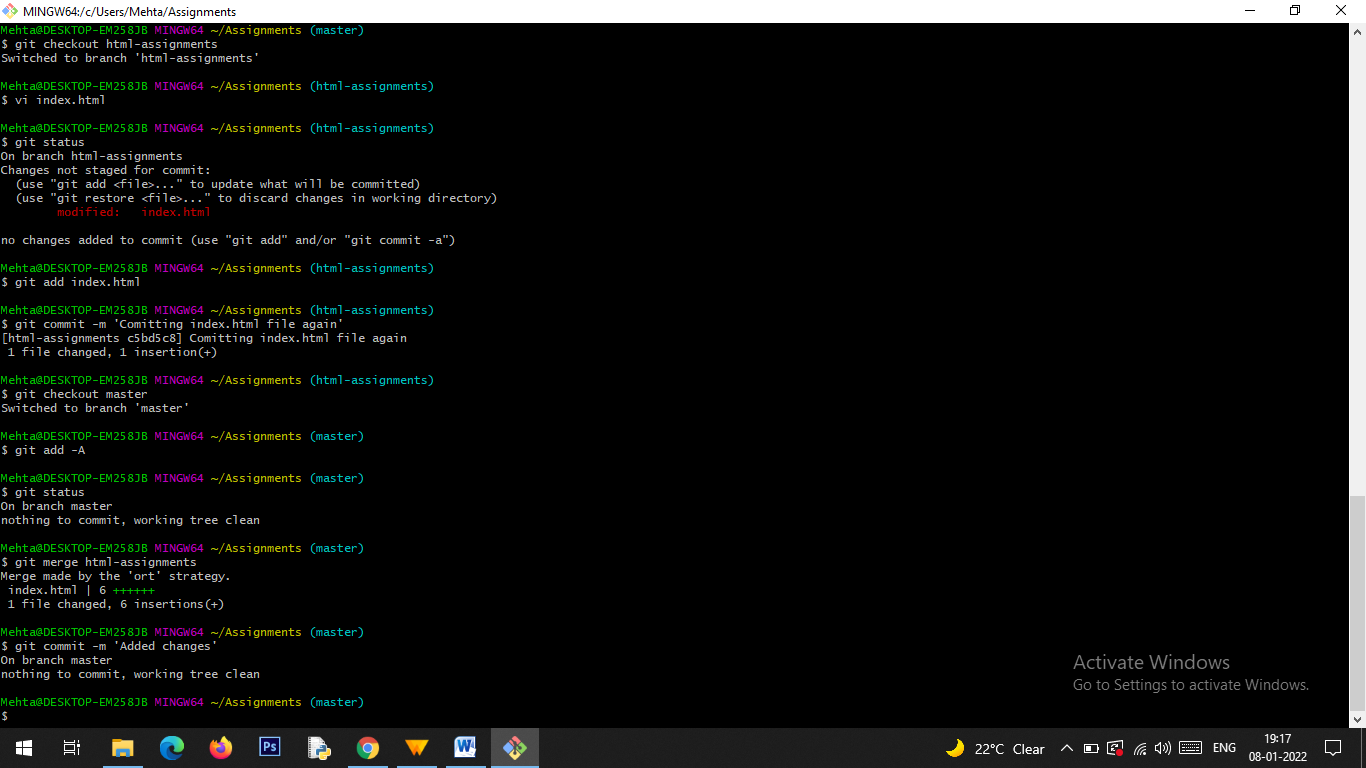 MINGW64:/c/Users/Mehta/Assignments
Mehta@DESKTOP-EM258JB MINGW64 ~/Assignments (master)
$ git checkout html-assignments
Switched to branch 'html-assignments'
Mehta@DESKTOP-EM258JB MINGW64 ~/Assignments (html-assignments)
$ vi index.html
Mehta@DESKTOP-EM258JB MINGW64 ~/Assignments (html-assignments)
$ git status
On branch html-assignments
Changes not staged for commit:
  (use "git add <file>..." to update what will be committed)
  (use "git restore <file>..." to discard changes in working directory)
        modified:   index.html
no changes added to commit (use "git add" and/or "git commit -a")
Mehta@DESKTOP-EM258JB MINGW64 ~/Assignments (html-assignments)
$ git add index.html
Mehta@DESKTOP-EM258JB MINGW64 ~/Assignments (html-assignments)
$ git commit -m 'Comitting index.html file again'
[html-assignments c5bd5c8] Comitting index.html file again
 1 file changed, 1 insertion(+)
Mehta@DESKTOP-EM258JB MINGW64 ~/Assignments (html-assignments)
$ git checkout master
Switched to branch 'master'
Mehta@DESKTOP-EM258JB MINGW64 ~/Assignments (master)
$ git add -A
Mehta@DESKTOP-EM258JB MINGW64 ~/Assignments (master)
$ git status
On branch master
nothing to commit, working tree clean
Mehta@DESKTOP-EM258JB MINGW64 ~/Assignments (master)
$ git merge html-assignments
Merge made by the 'ort' strategy.
 index.html | 6 ++++++
 1 file changed, 6 insertions(+)
Mehta@DESKTOP-EM258JB MINGW64 ~/Assignments (master)
$ git commit -m 'Added changes'
On branch master
nothing to commit, working tree clean
Mehta@DESKTOP-EM258JB MINGW64 ~/Assignments (master)
$
Activate Windows
Go to Settings to activate Windows.
Ps
W
22°C Clear
ENG
19:17
08-01-2022